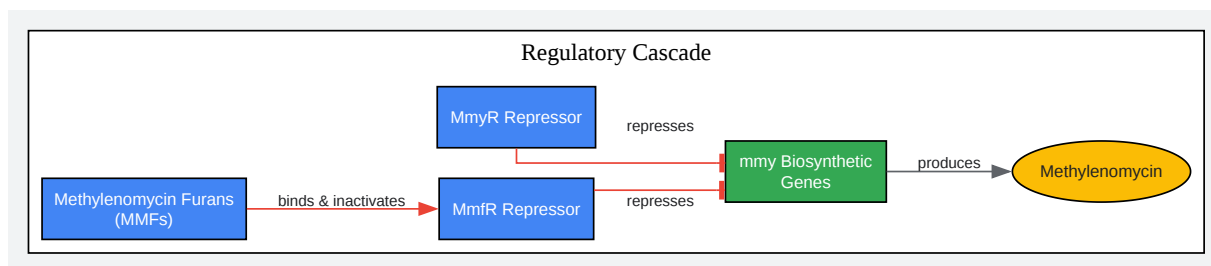 Regulatory Cascade
MmyR Repressor
represses
mmy Biosynthetic
Genes
produces
Methylenomycin
Methylenomycin Furans
(MMFs)
binds & inactivates
MmfR Repressor
represses